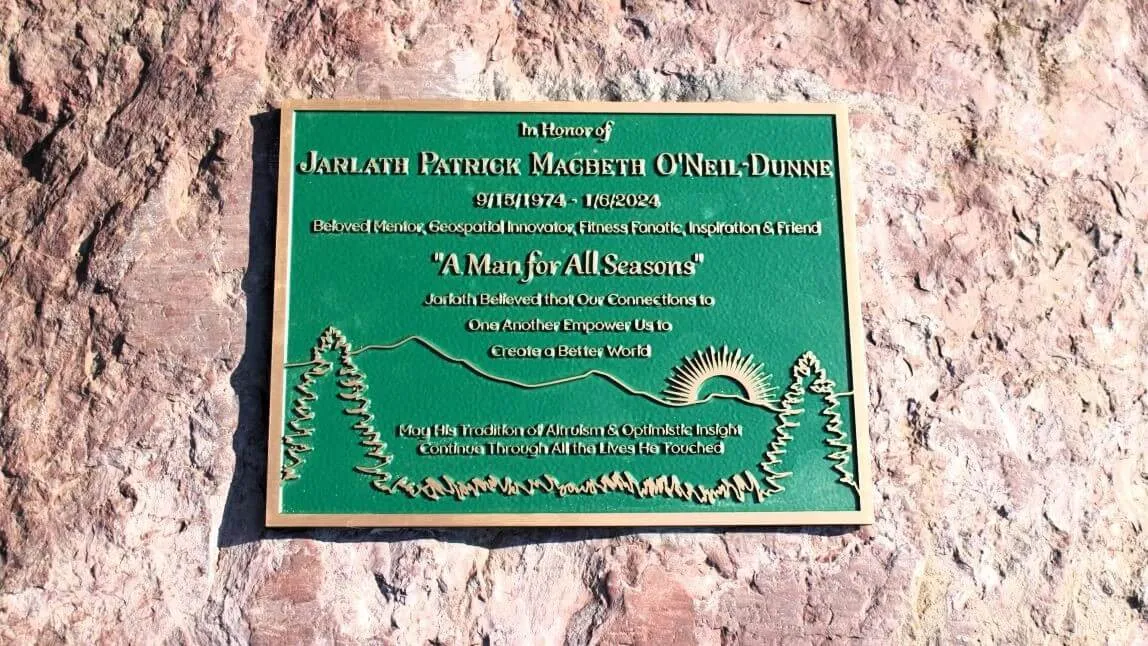 In Honor of
Jarlath Patrick Macbeth O'Neil-Dunne
9/15/1974 - 1/6/2024
Beloved Mentor, Geospatial Innovator, Fitness Fanatic, Inspiration & Friend
"A Man for All Seasons"
Jarlath Believed that Our Connections to
One Another Empower Us to
Create a Better World
May His Tradition of Altruism & Optimistic Insight
Continue Through All the Lives He Touched